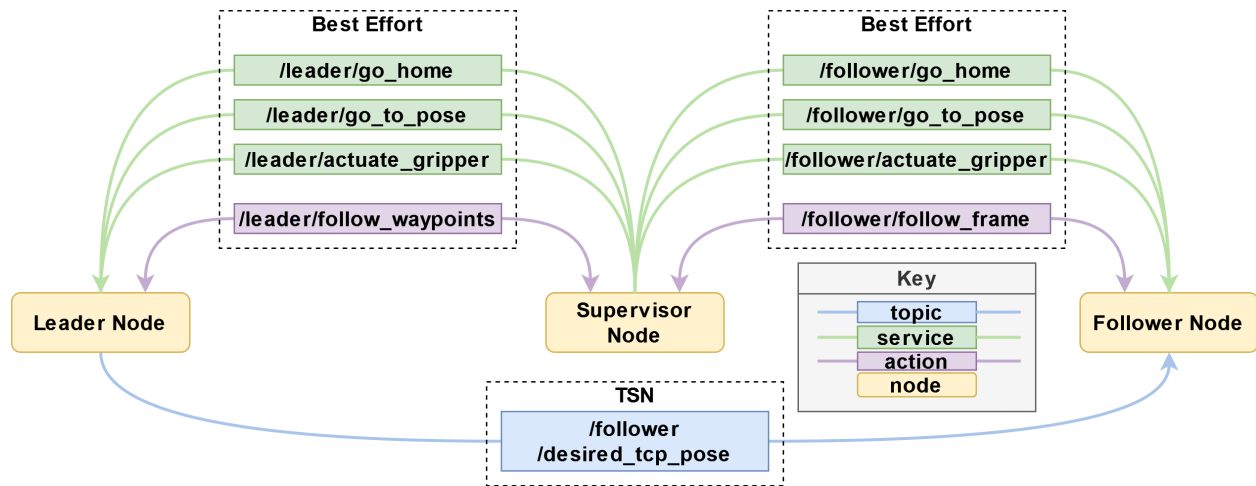 Best Effort
/leader/go_home
/leader/go_to_pose
/leader/actuate_gripper
/leader/follow_waypoints
Best Effort
/follower/go_home
/follower/go_to_pose
/follower/actuate_gripper
/follower/follow_frame
Leader Node
Supervisor
Node
Follower Node
Key
topic
service
action
node
TSN
/follower
/desired_tcp_pose